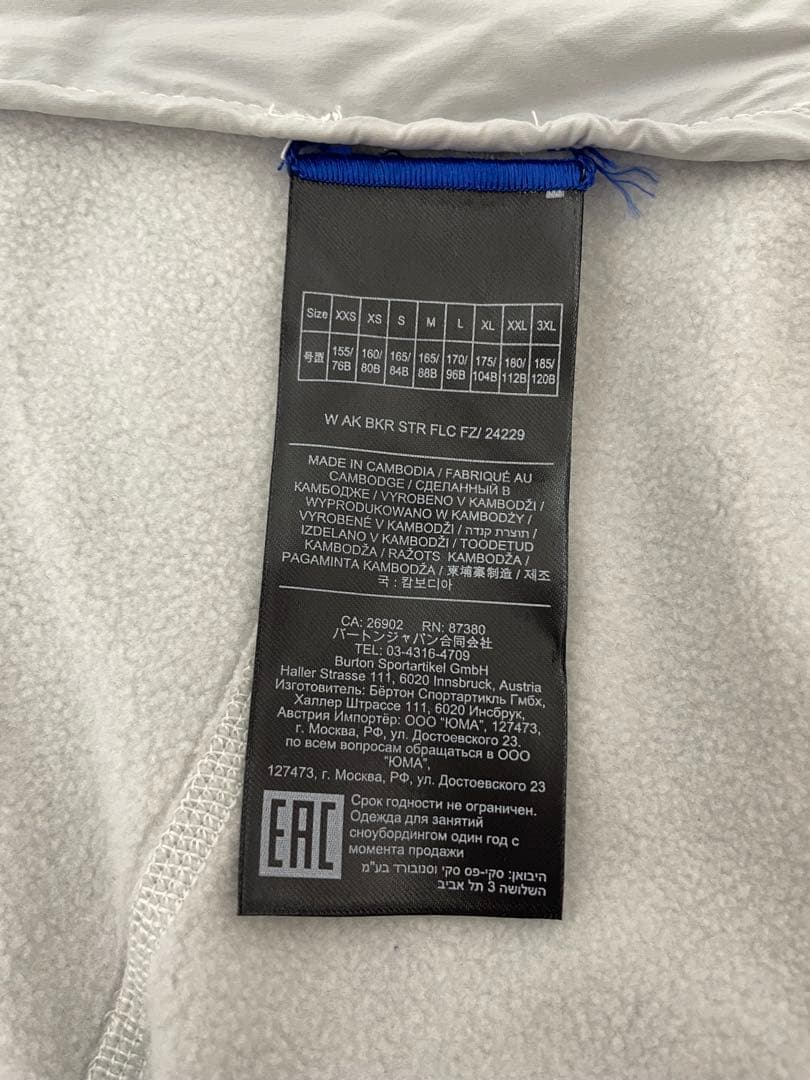 Size XXS XS S M L XL XXL 3XL
号型 155/76B 160/80B 165/84B 165/88B 170/96B 175/104B 180/112B 185/120B
W AK BKR STR FLC FZ/ 24229
MADE IN CAMBODIA / FABRIQUÉ AU
CAMBODGE / СДЕЛАННЫЙ В
КАМБОДЖЕ / VYROBENO V KAMBODŽI /
WYPRODUKOWANO W KAMBODŻY /
VYROBENÉ V KAMBODŽI / תוצרת קנדה /
IZDELANO V KAMBODŽI / TOODETUD
KAMBODŽA / RAŽOTS KAMBODŽA /
PAGAMINTA KAMBODŽA / 柬埔寨制造 / 제조
국 : 캄보디아
CA: 26902 RN: 87380
バートンジャパン合同会社
TEL: 03-4316-4709
Burton Sportartikel GmbH
Haller Strasse 111, 6020 Innsbruck, Austria
Изготовитель: Бёртон Спортартикль Гмбх,
Халлер Штрассе 111, 6020 Инсбрук,
Австрия Импортёр: ООО "ЮМА", 127473,
г. Москва, РФ, ул. Достоевского 23.
по всем вопросам обращаться в ООО
"ЮМА",
127473, г. Москва, РФ, ул. Достоевского 23
EAC
Срок годности не ограничен.
Одежда для занятий
сноубордингом один год с
момента продажи
היבואן: סקי-פס סקי וסנובורד בע"מ
השלושה 3 תל אביב